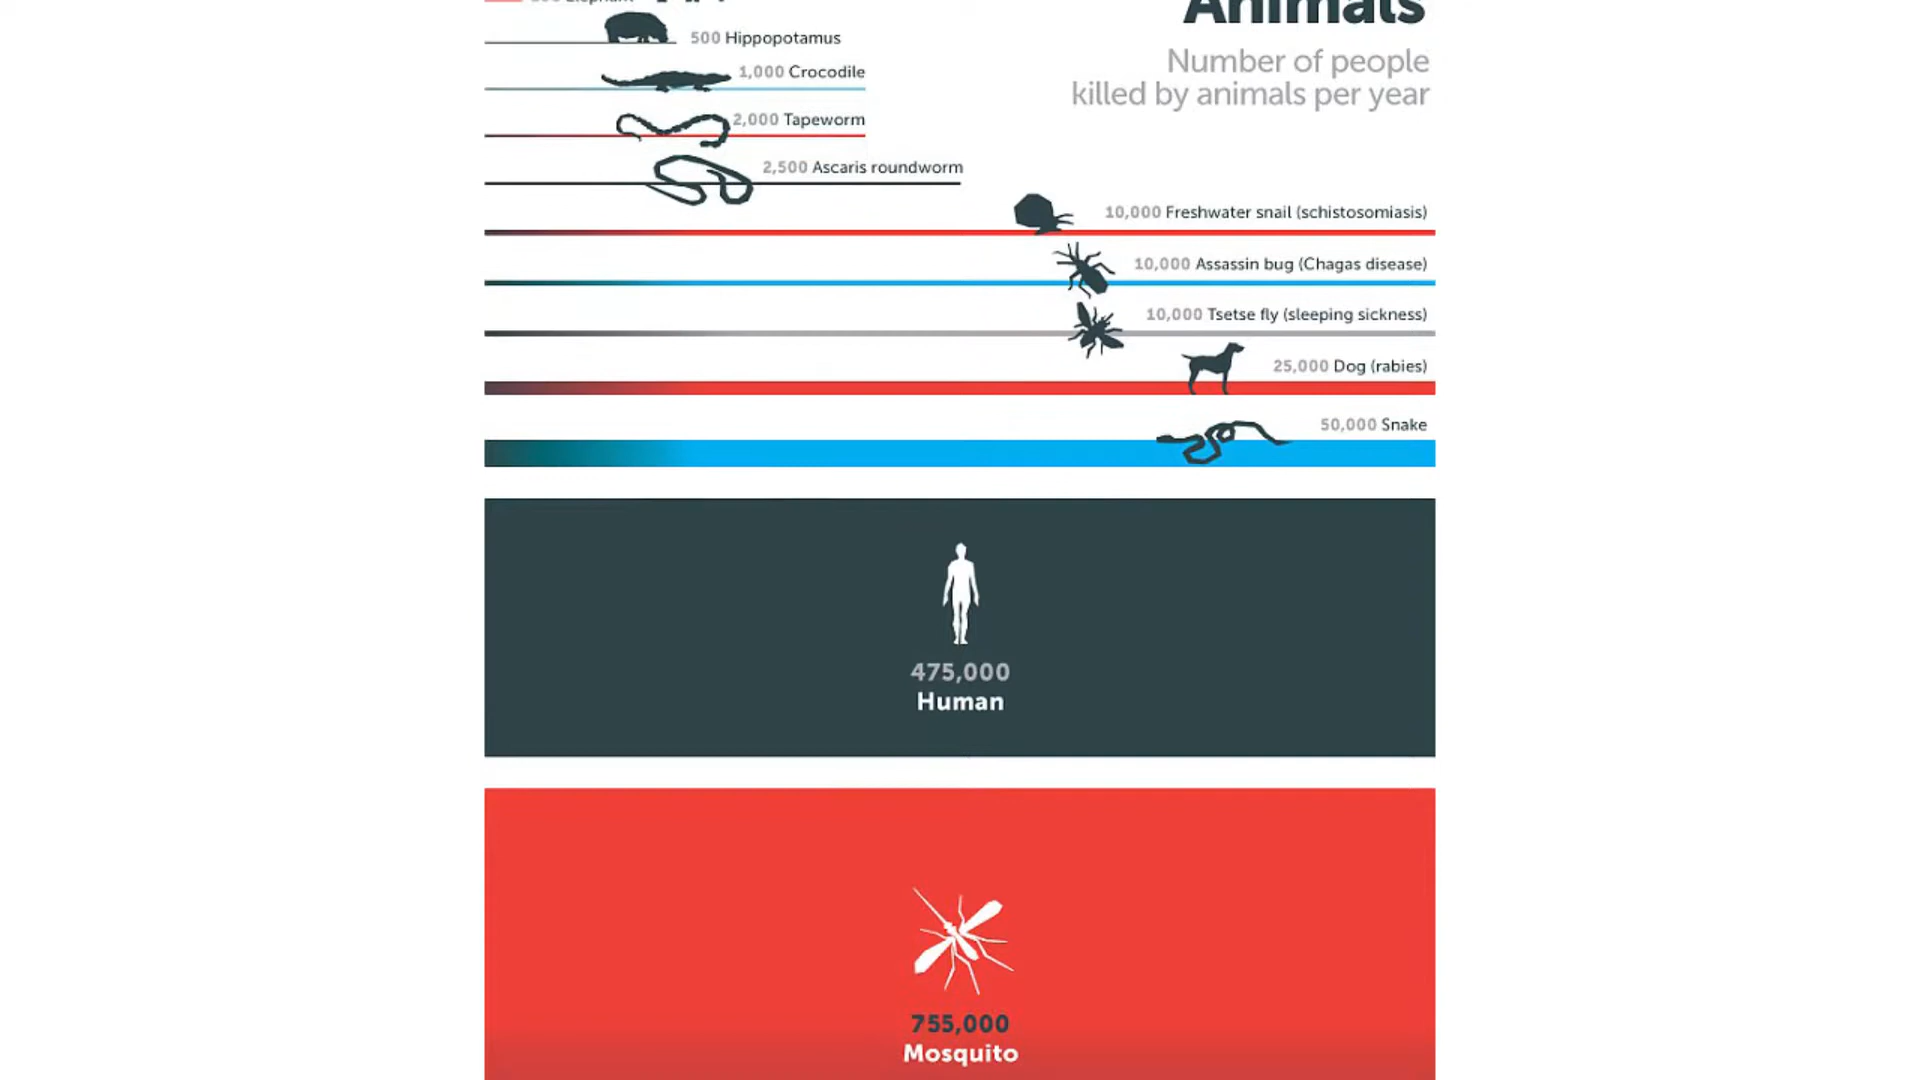 Elephant
Animals
500 Hippopotamus
Number of people
killed by animals per year
1,000 Crocodile
2,000 Tapeworm
2,500 Ascaris roundworm
10,000 Freshwater snail (schistosomiasis)
10,000 Assassin bug (Chagas disease)
10,000 Tsetse fly (sleeping sickness)
25,000 Dog (rabies)
50,000 Snake
475,000
Human
755,000
Mosquito